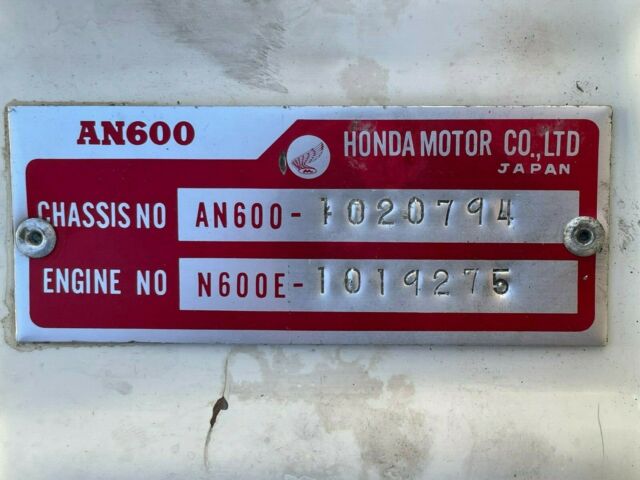 AN600
HONDA MOTOR CO.,LTD
JAPAN
CHASSIS NO AN600-1020794
ENGINE NO N600E-1019275